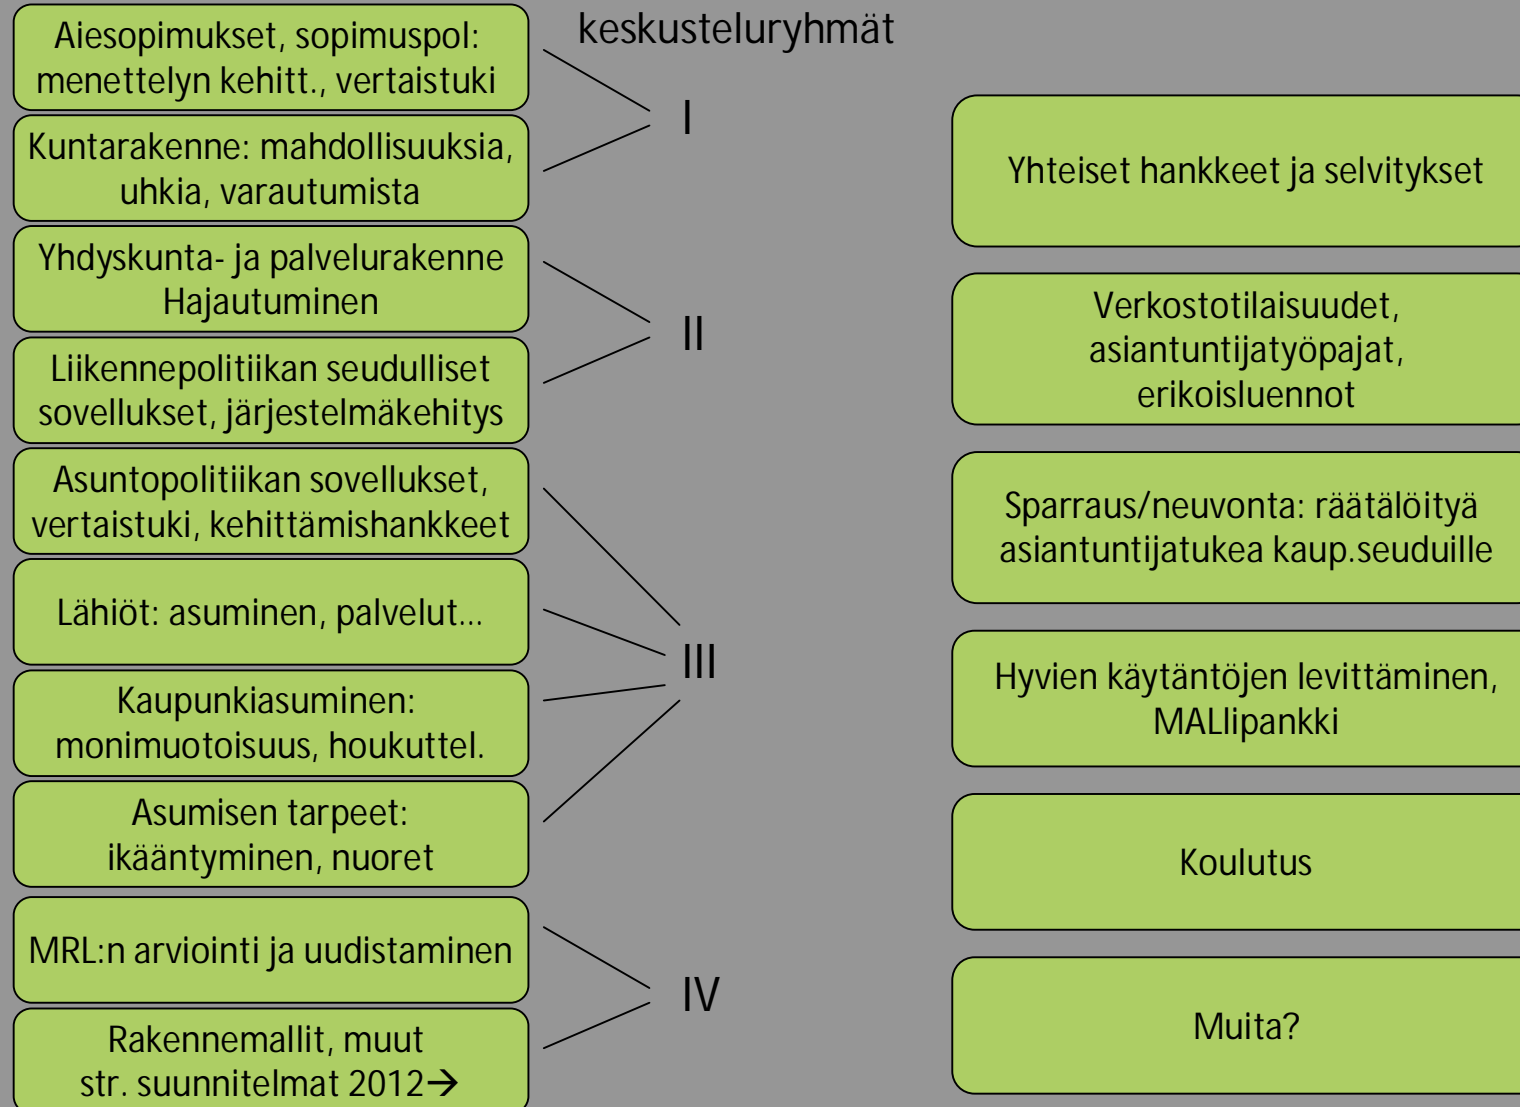 keskusteluryhmät
Aiesopimukset, sopimuspol:
menettelyn kehitt., vertaistuki
Kuntarakenne: mahdollisuuksia,
uhkia, varautumista
I
Yhdyskunta- ja palvelurakenne
Hajautuminen
Liikennepolitiikan seudulliset
sovellukset, järjestelmäkehitys
II
Asuntopolitiikan sovellukset,
vertaistuki, kehittämishankkeet
Lähiöt: asuminen, palvelut...
Kaupunkiasuminen:
monimuotoisuus, houkuttel.
Asumisen tarpeet:
ikääntyminen, nuoret
III
MRL:n arviointi ja uudistaminen
Rakennemallit, muut
str. suunnitelmat 2012→
IV
Yhteiset hankkeet ja selvitykset
Verkostotilaisuudet,
asiantuntijatyöpajat,
erikoisluennot
Sparraus/neuvonta: räätälöityä
asiantuntijatukea kaup.seuduille
Hyvien käytäntöjen levittäminen,
MALlipankki
Koulutus
Muita?